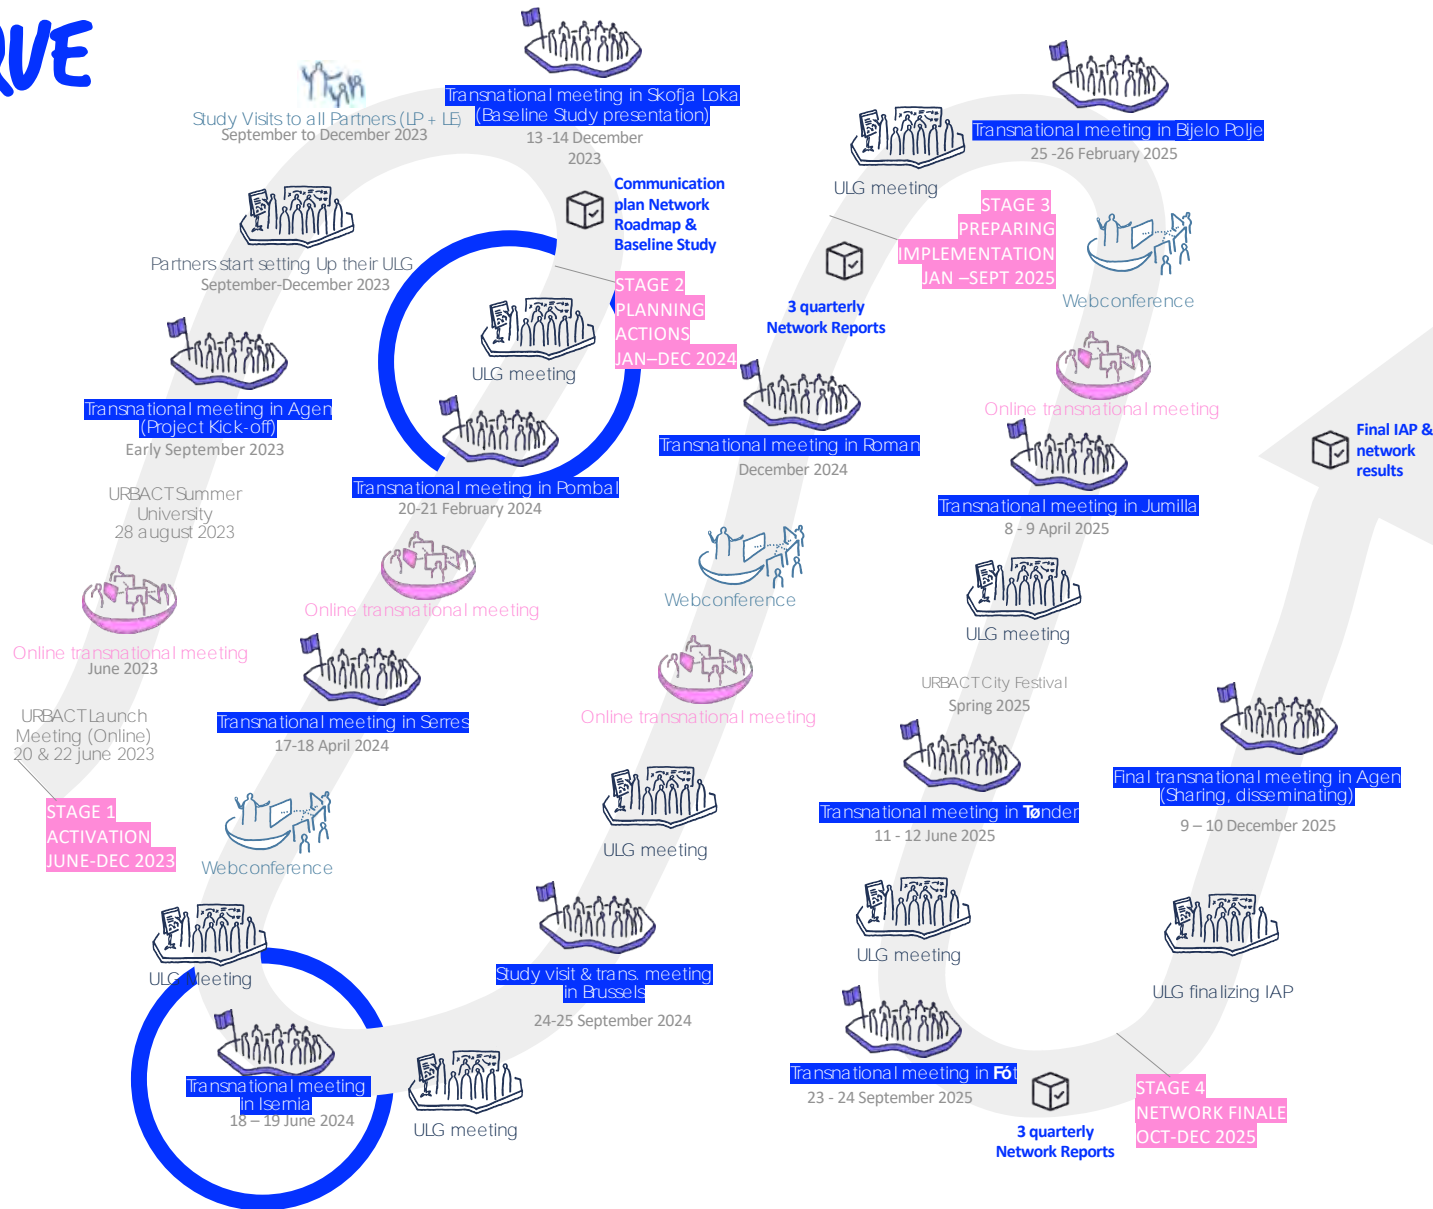 RVE
URBACT Launch
Meeting (Online)
20 & 22 june 2023
STAGE 1
ACTIVATION
JUNE-DEC 2023
Online transnational meeting
June 2023
URBACT Summer
University
28 august 2023
Transnational meeting in Agen
(Project Kick-off)
Early September 2023
Partners start setting Up their ULG
September-December 2023
Study Visits to all Partners (LP + LE)
September to December 2023
Transnational meeting in Skofja Loka
(Baseline Study presentation)
13 -14 December
2023
Communication
plan Network
Roadmap &
Baseline Study
STAGE 2
PLANNING
ACTIONS
JAN–DEC 2024
ULG meeting
Transnational meeting in Pombal
20-21 February 2024
Online transnational meeting
Transnational meeting in Serres
17-18 April 2024
Webconference
ULG Meeting
Transnational meeting
in Isernia
18 – 19 June 2024
ULG meeting
Study visit & trans. meeting
in Brussels
24-25 September 2024
ULG meeting
Online transnational meeting
Webconference
Transnational meeting in Roman
December 2024
3 quarterly
Network Reports
ULG meeting
STAGE 3
PREPARING
IMPLEMENTATION
JAN –SEPT 2025
Transnational meeting in Bijelo Polje
25 -26 February 2025
Webconference
Online transnational meeting
Transnational meeting in Jumilla
8 - 9 April 2025
ULG meeting
URBACT City Festival
Spring 2025
Transnational meeting in Tønder
11 - 12 June 2025
ULG meeting
Transnational meeting in Fót
23 - 24 September 2025
3 quarterly
Network Reports
STAGE 4
NETWORK FINALE
OCT-DEC 2025
ULG finalizing IAP
Final transnational meeting in Agen
(Sharing, disseminating)
9 – 10 December 2025
Final IAP &
network
results